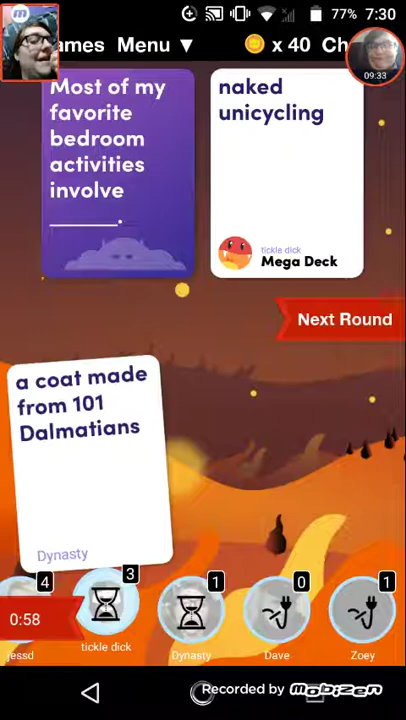 77% 7:30
ames Menu ▼ x 40 Ch
09:33
Most of my
favorite
bedroom
activities
involve
naked
unicycling
tickle dick
Mega Deck
Next Round
a coat made
from 101
Dalmatians
Dynasty
4
3
1
0
1
0:58
jessd
tickle dick
Dynasty
Dave
Zoey
Recorded by MOBIZEN